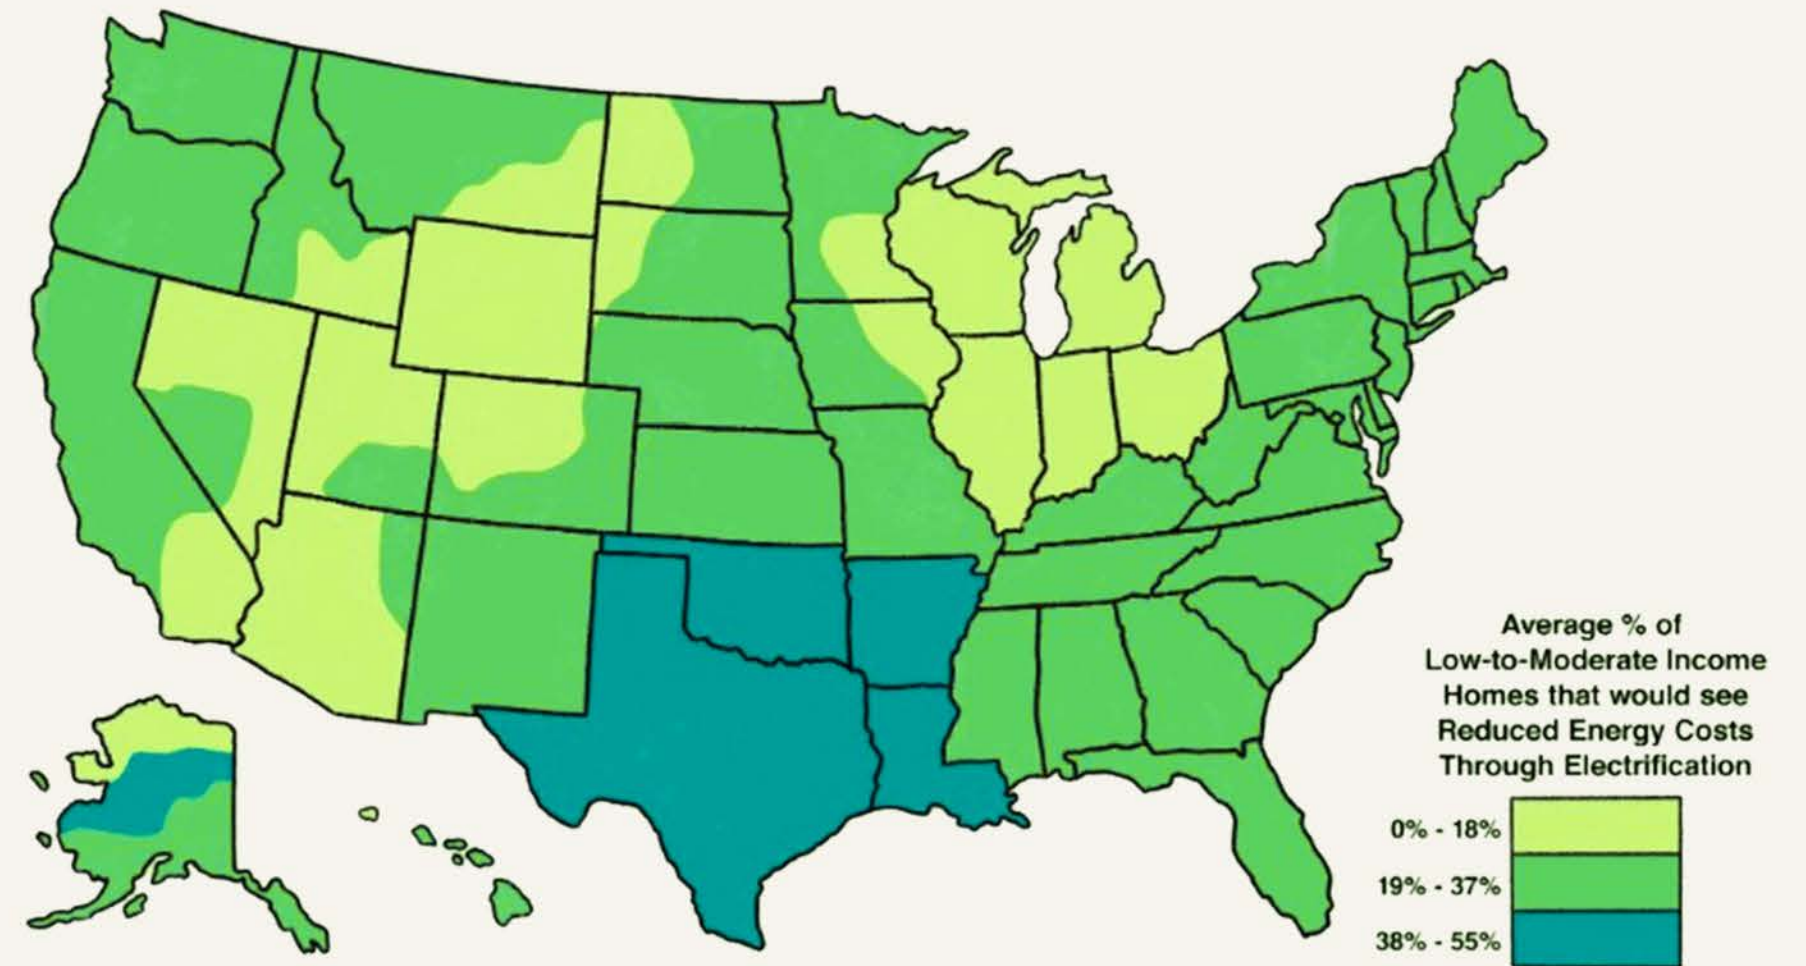 Average % of
Low-to-Moderate Income
Homes that would see
Reduced Energy Costs
Through Electrification
0% - 18%
19% - 37%
38% - 55%